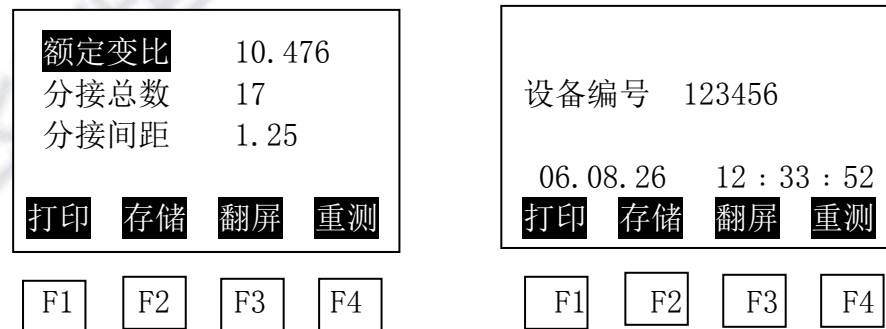 额定变比 10.476
分接总数 17
分接间距 1.25
打印 存储 翻屏 重测
F1 F2 F3 F4
设备编号 123456
06.08.26 12：33：52
打印 存储 翻屏 重测
F1 F2 F3 F4